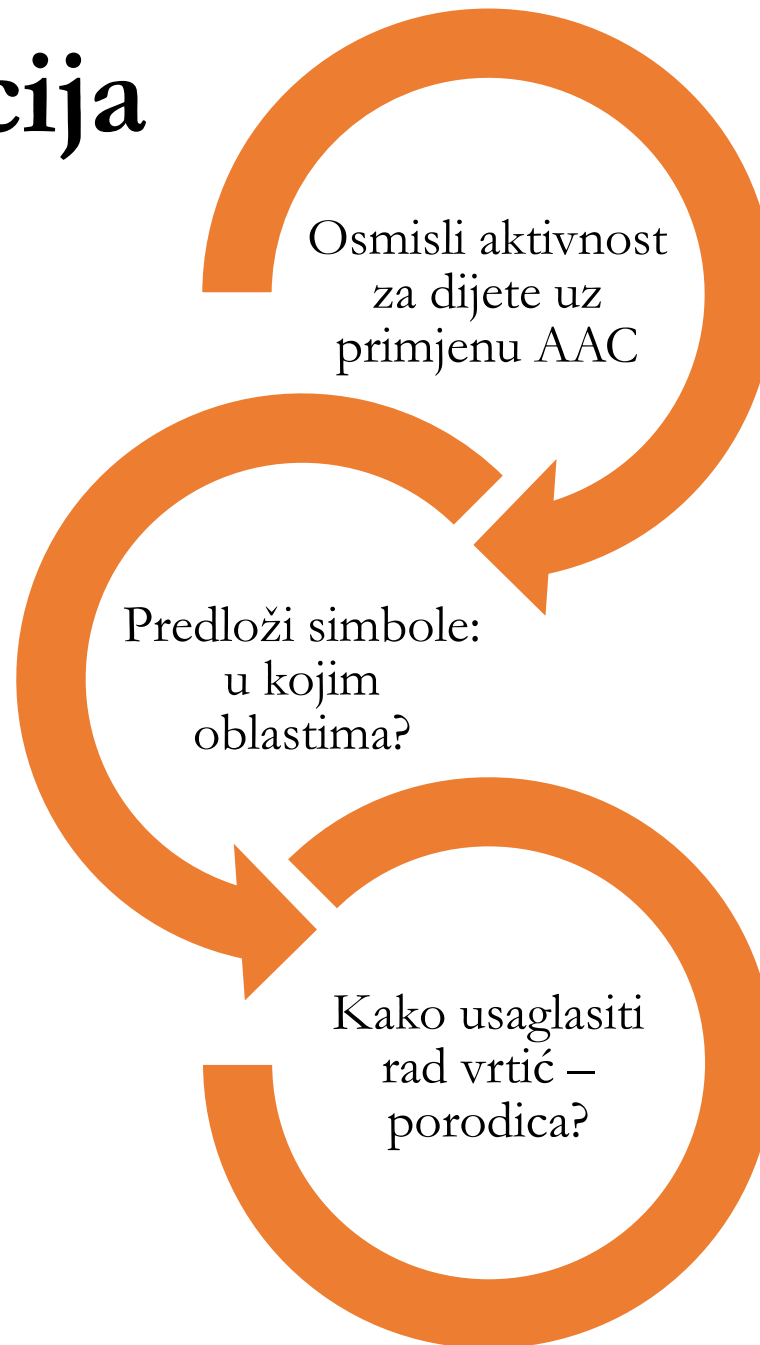 cija
Osmisli aktivnost
za dijete uz
primjenu AAC
Predloži simbole:
u kojim
oblastima?
Kako usaglasiti
rad vrtić –
porodica?